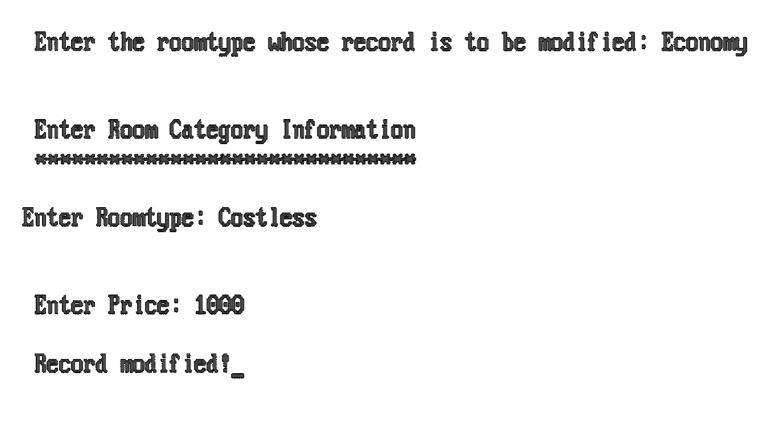 Enter the roomtype whose record is to be modified: Economy
Enter Room Category Information
*******************************
Enter Roomtype: Costless
Enter Price: 1000
Record modified!_